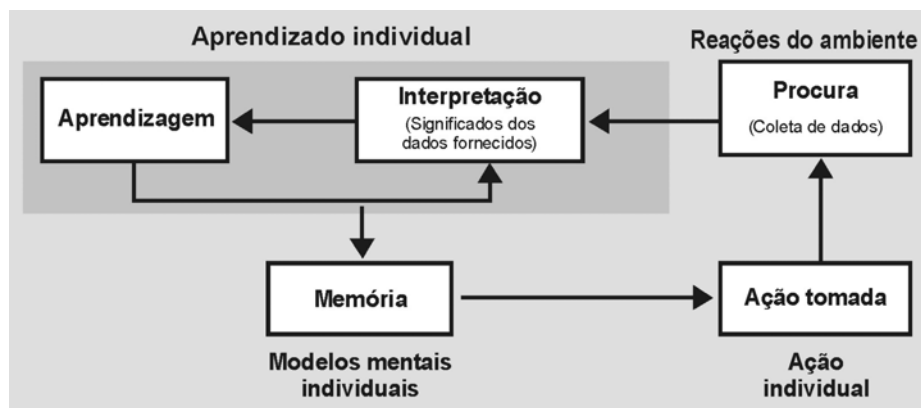 Aprendizado individual
Reações do ambiente
Aprendizagem
Interpretação
(Significados dos
dados fornecidos)
Procura
(Coleta de dados)
Memória
Ação tomada
Modelos mentais
individuais
Ação
individual